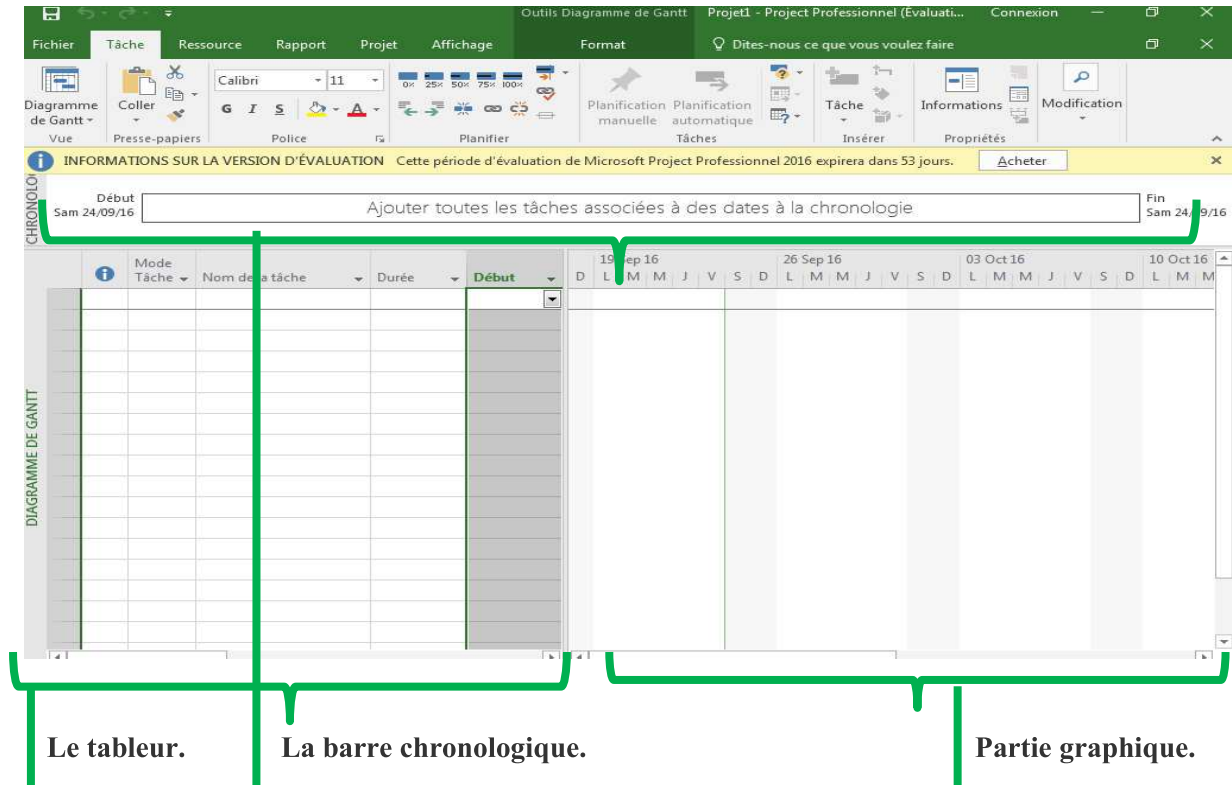 Outils Diagramme de Gantt Projet1 - Project Professionnel (Évaluati... Connexion
Fichier Tâche Ressource Rapport Projet Affichage Format Dites-nous ce que vous voulez faire
Calibri 11
0× 25× 50× 75× 100×
G I S A
Diagramme de Gantt
Coller
Planification manuelle
Planification automatique
Tâche
Informations
Modification
Vue Presse-papiers Police Planifier Tâches Insérer Propriétés
INFORMATIONS SUR LA VERSION D'ÉVALUATION Cette période d'évaluation de Microsoft Project Professionnel 2016 expirera dans 53 jours. Acheter
CHRONOLOG
Début
Sam 24/09/16
Ajouter toutes les tâches associées à des dates à la chronologie
Fin
Sam 24/09/16
Mode Tâche
Nom de la tâche
Durée
Début
19 Sep 16 26 Sep 16 03 Oct 16 10 Oct 16
D L M M J V S D L M M J V S D L M M J V S D L M M
DIAGRAMME DE GANTT
Le tableur. La barre chronologique. Partie graphique.